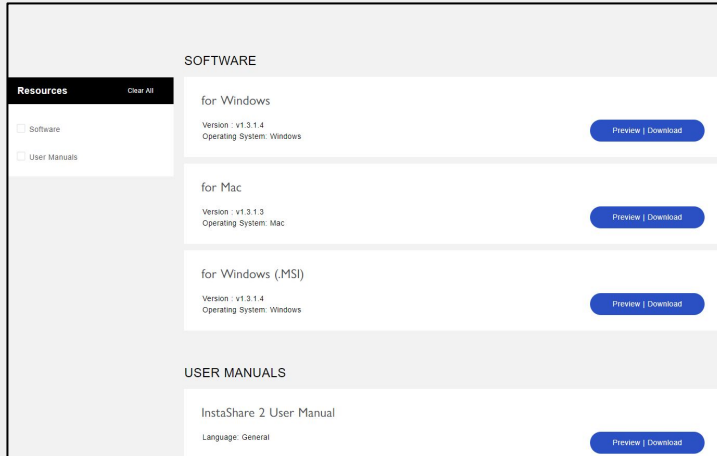 SOFTWARE
Resources Clear All
Software
User Manuals
for Windows
Version : v1.3.1.4
Operating System: Windows
Preview | Download
for Mac
Version : v1.3.1.3
Operating System: Mac
Preview | Download
for Windows (.MSI)
Version : v1.3.1.4
Operating System: Windows
Preview | Download
USER MANUALS
InstaShare 2 User Manual
Language: General
Preview | Download